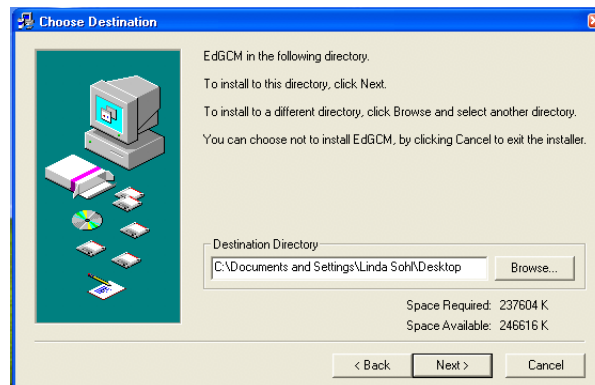 Choose Destination
EdGCM in the following directory.
To install to this directory, click Next.
To install to a different directory, click Browse and select another directory.
You can choose not to install EdGCM, by clicking Cancel to exit the installer.
Destination Directory
C:\Documents and Settings\Linda Sohl\Desktop
Browse...
Space Required: 237604 K
Space Available: 246616 K
< Back
Next >
Cancel